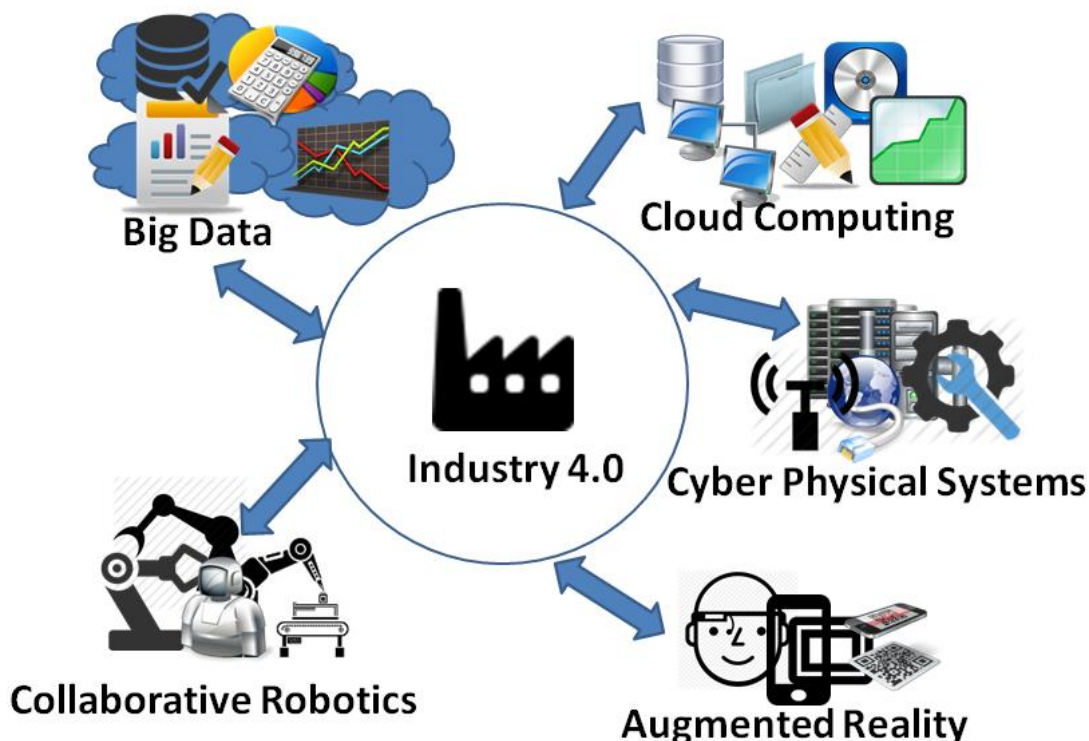 Big Data
Cloud Computing
Industry 4.0
Cyber Physical Systems
Collaborative Robotics
Augmented Reality